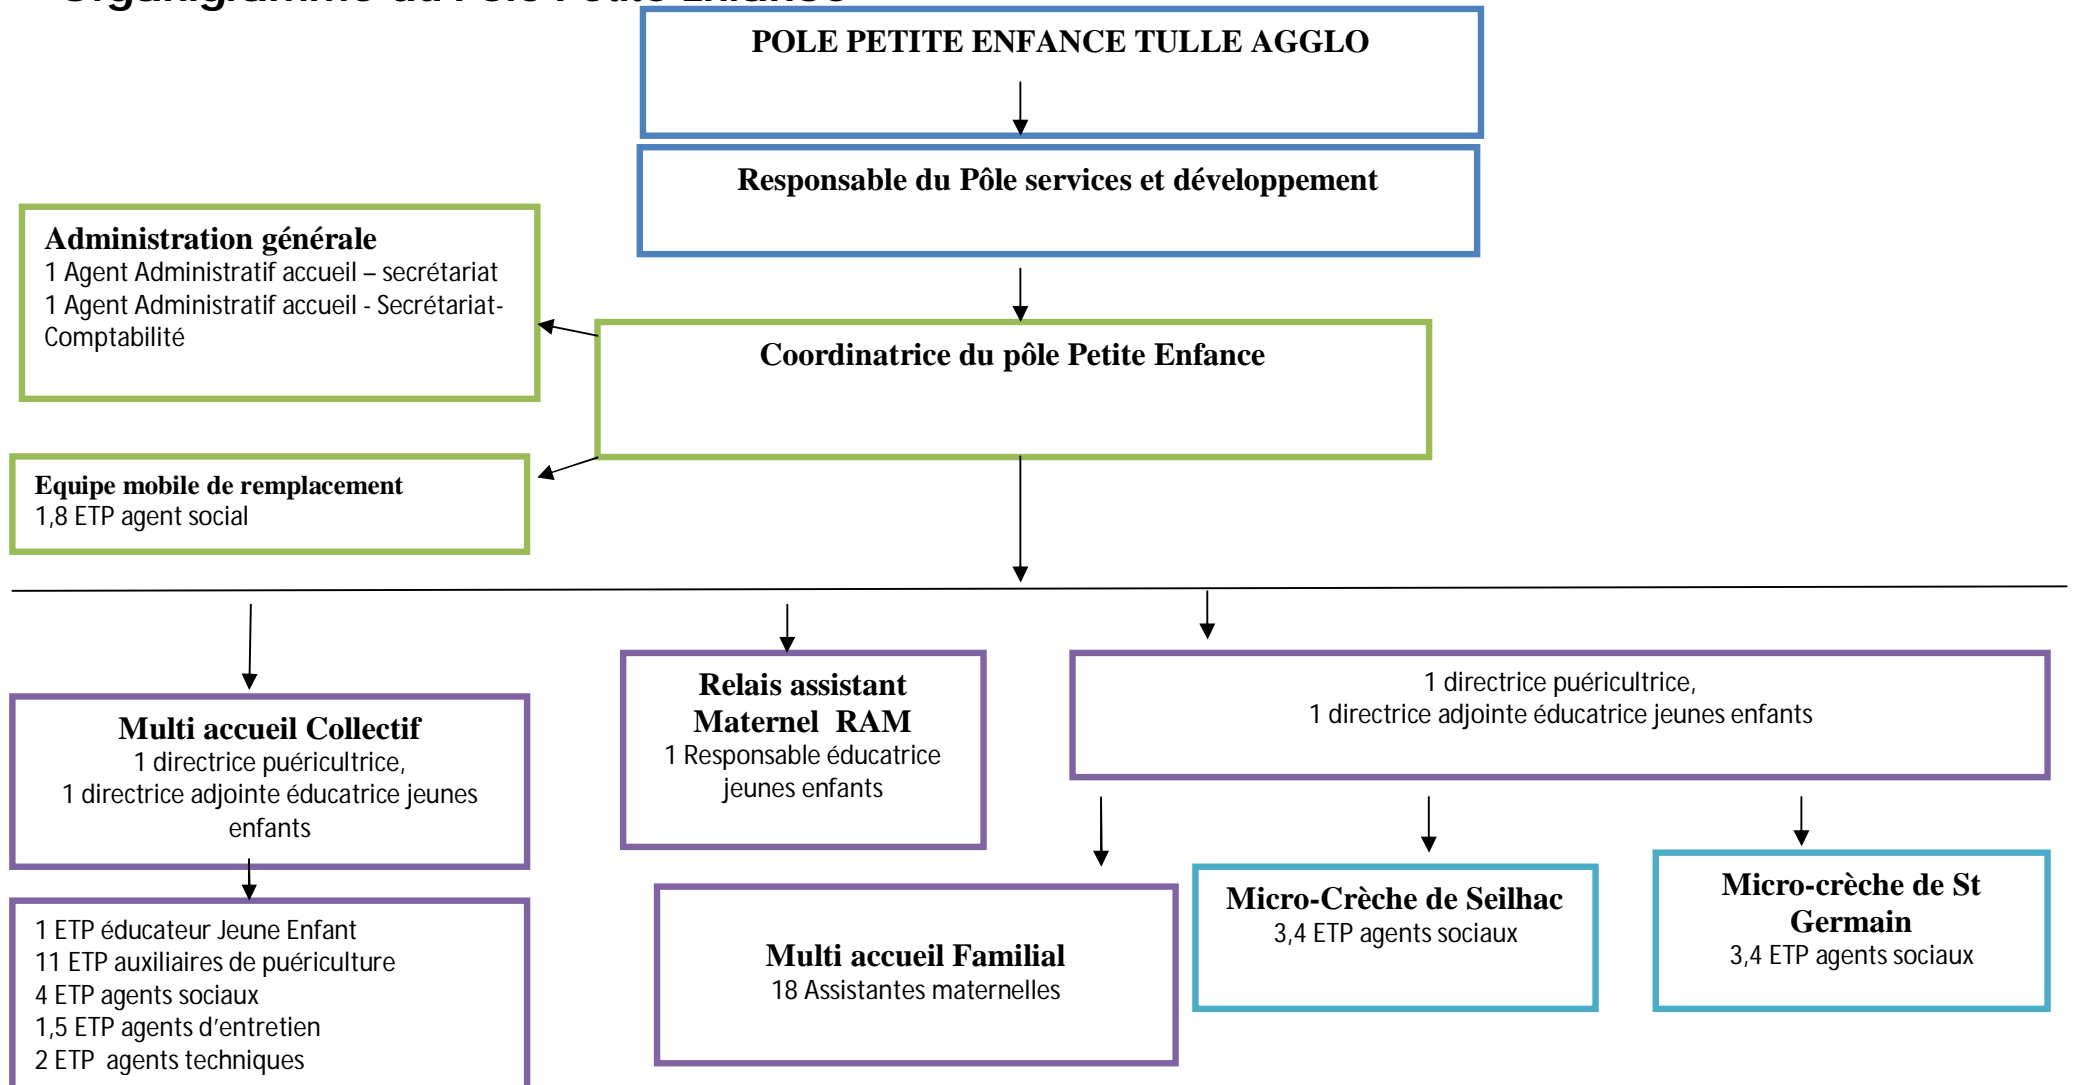 Organigramme du Pôle Petite Enfance
POLE PETITE ENFANCE TULLE AGGLO
Responsable du Pôle services et développement
Administration générale
1 Agent Administratif accueil – secrétariat
1 Agent Administratif accueil - Secrétariat-
Comptabilité
Coordinatrice du pôle Petite Enfance
Equipe mobile de remplacement
1,8 ETP agent social
Multi accueil Collectif
1 directrice puéricultrice,
1 directrice adjointe éducatrice jeunes
enfants
Relais assistant
Maternel  RAM
1 Responsable éducatrice
jeunes enfants
1 directrice puéricultrice,
1 directrice adjointe éducatrice jeunes enfants
1 ETP éducateur Jeune Enfant
11 ETP auxiliaires de puériculture
4 ETP agents sociaux
1,5 ETP agents d’entretien
2 ETP  agents techniques
Multi accueil Familial
18 Assistantes maternelles
Micro-Crèche de Seilhac
3,4 ETP agents sociaux
Micro-crèche de St
Germain
3,4 ETP agents sociaux